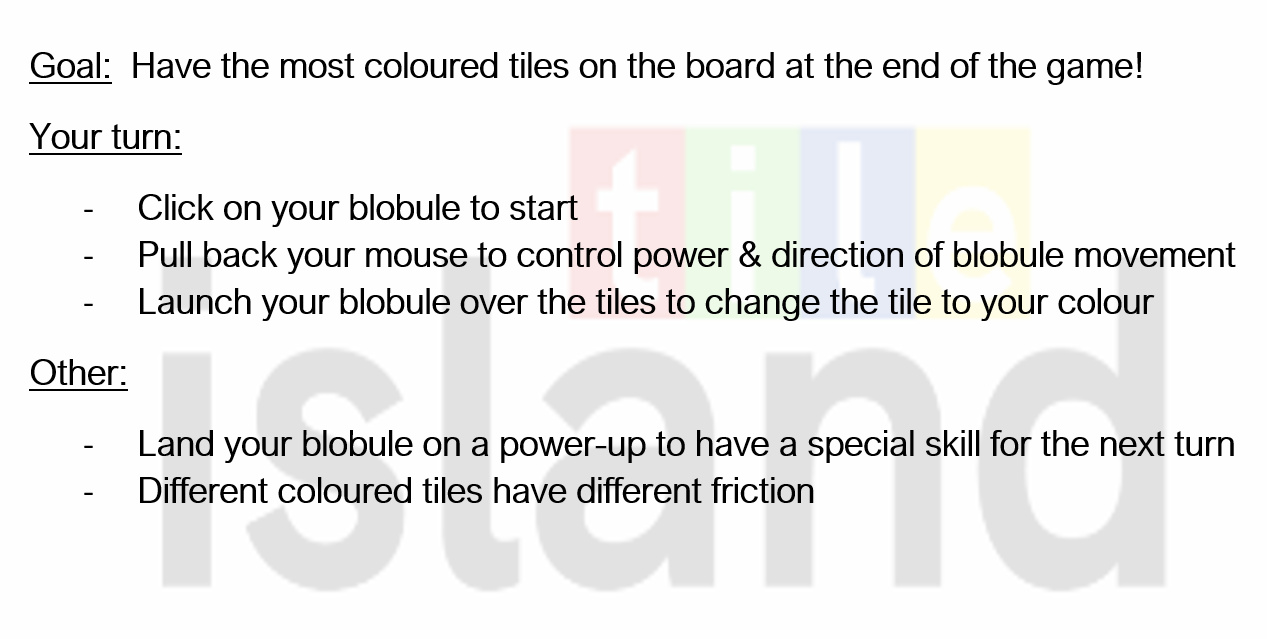 Goal: Have the most coloured tiles on the board at the end of the game!
Your turn:
- Click on your blobule to start
- Pull back your mouse to control power & direction of blobule movement
- Launch your blobule over the tiles to change the tile to your colour
Other:
- Land your blobule on a power-up to have a special skill for the next turn
- Different coloured tiles have different friction
tile
island